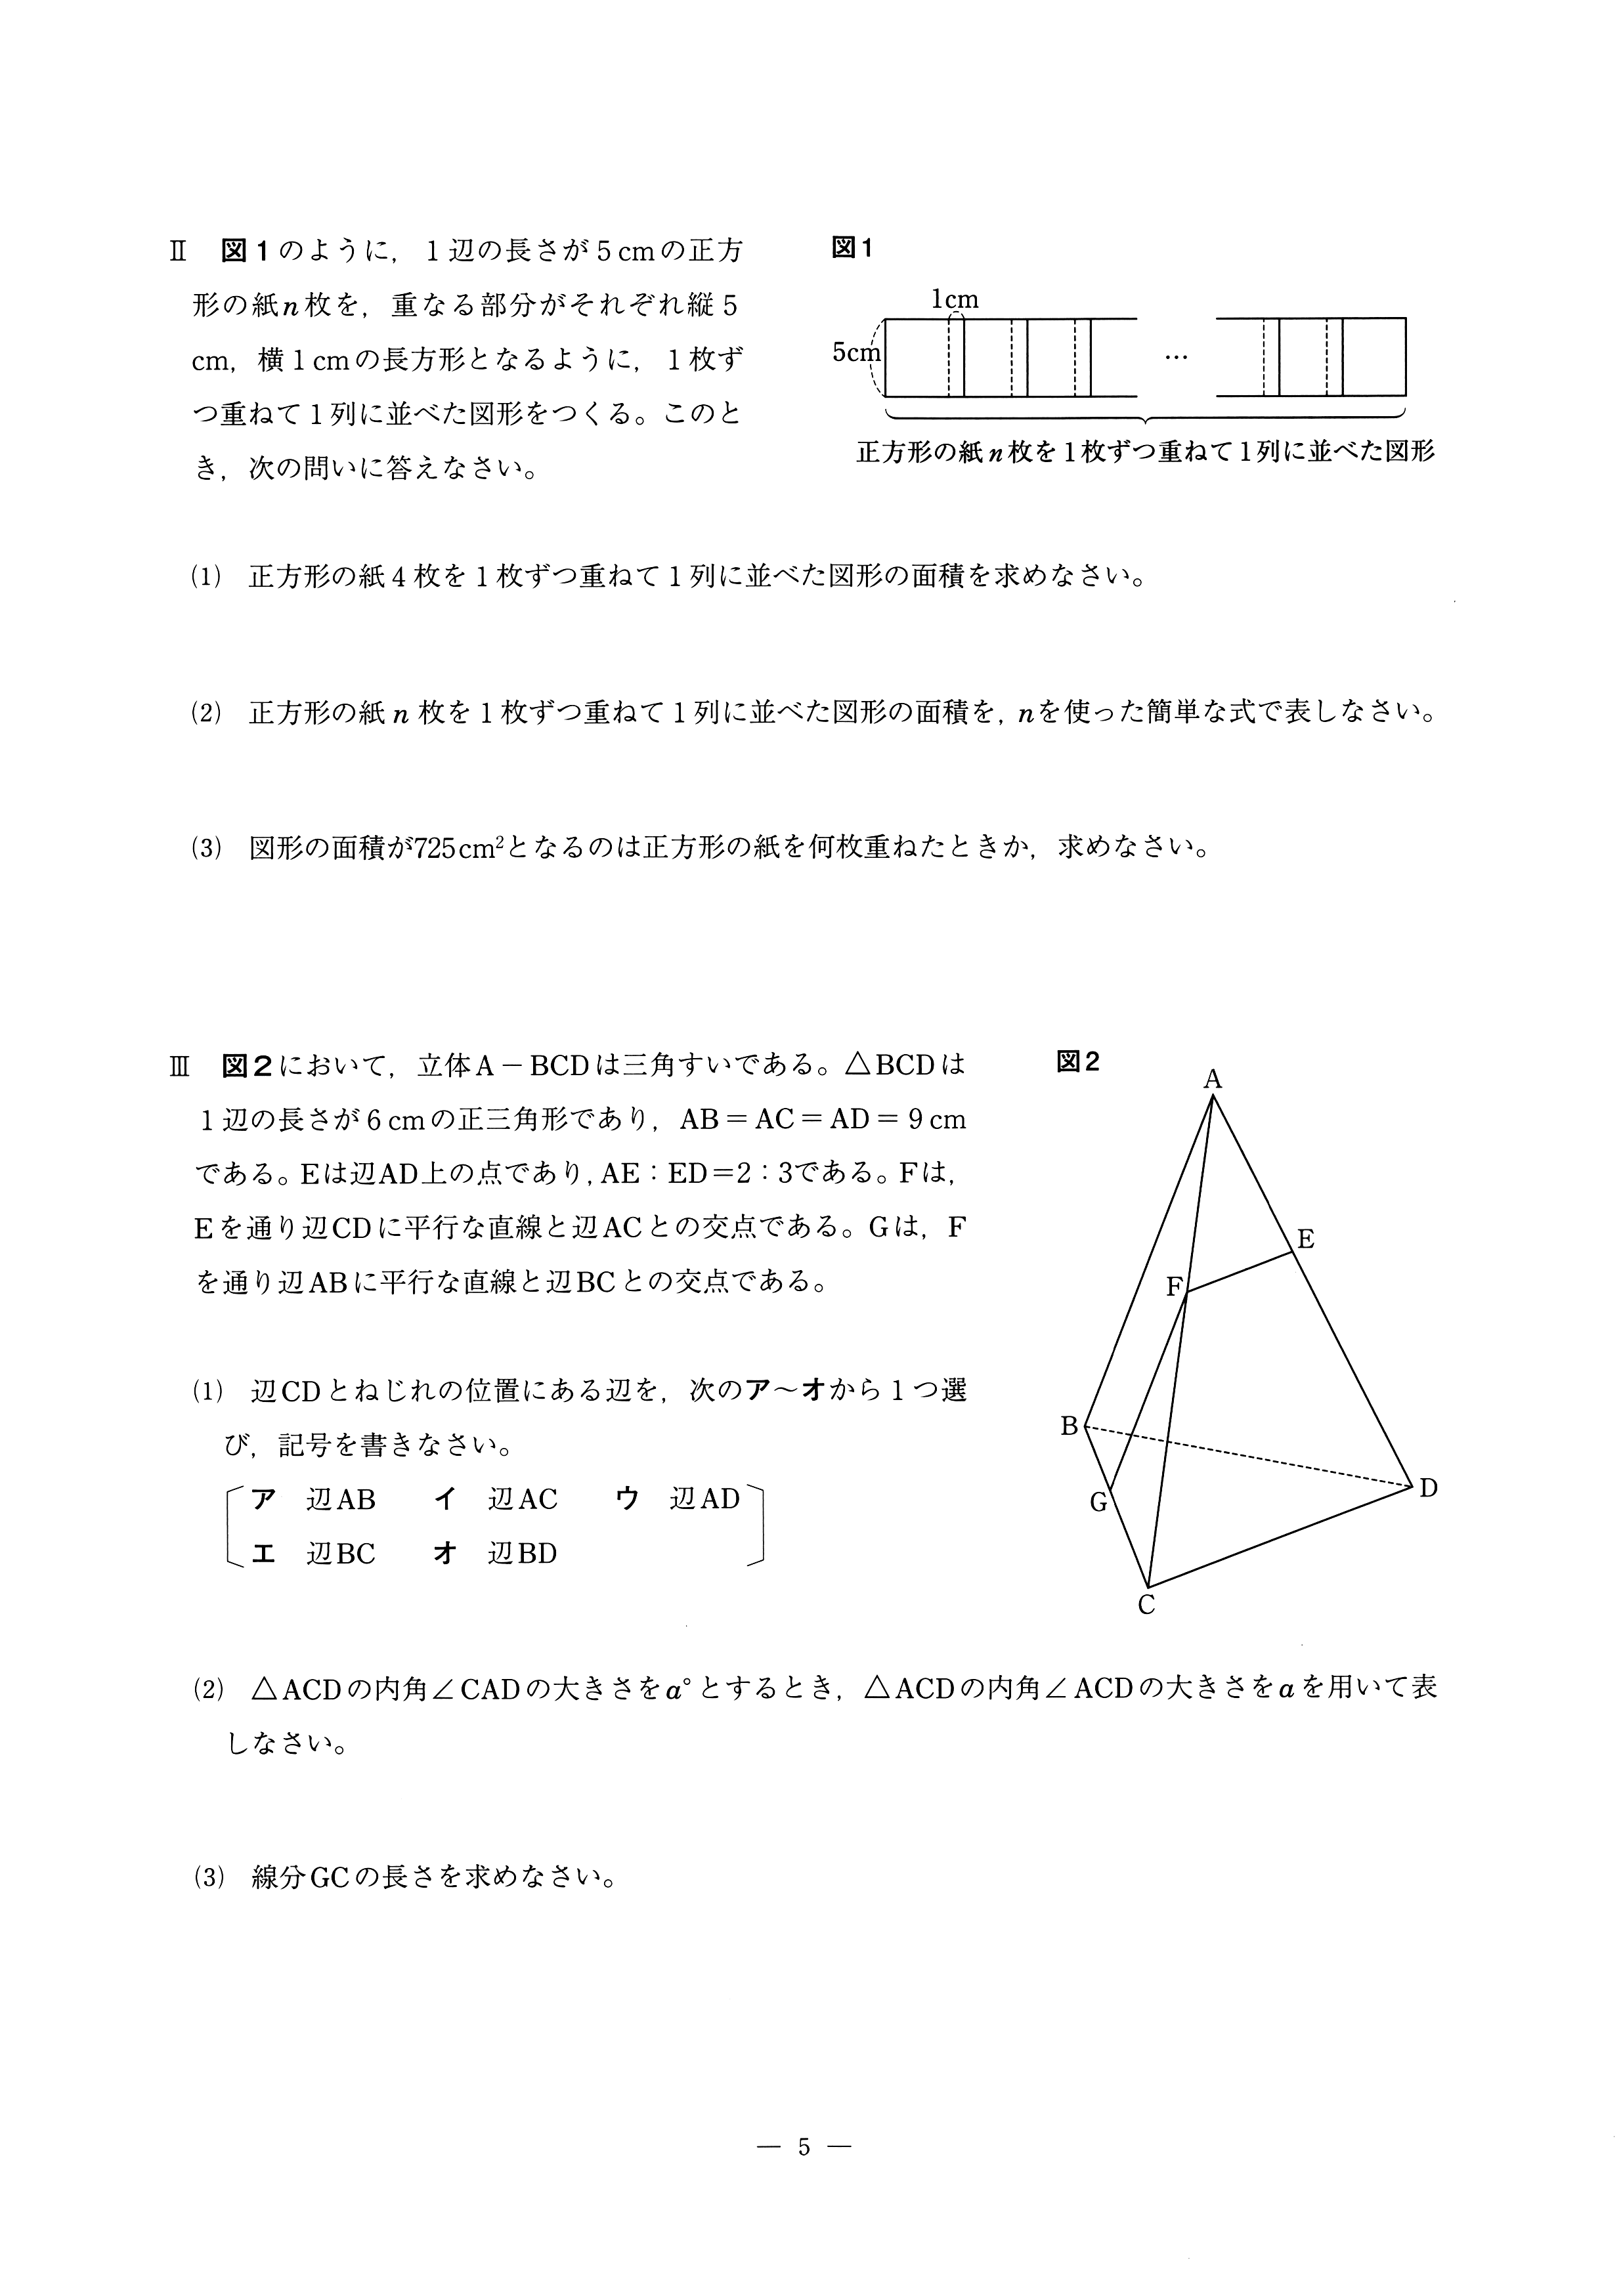 Ⅱ　図1のように，1辺の長さが5cmの正方
形の紙n枚を，重なる部分がそれぞれ縦5
cm，横1cmの長方形となるように，1枚ず
つ重ねて1列に並べた図形をつくる。このと
き，次の問いに答えなさい。
図1
1cm
5cm
…
正方形の紙n枚を1枚ずつ重ねて1列に並べた図形
(1)　正方形の紙4枚を1枚ずつ重ねて1列に並べた図形の面積を求めなさい。
(2)　正方形の紙n枚を1枚ずつ重ねて1列に並べた図形の面積を，nを使った簡単な式で表しなさい。
(3)　図形の面積が725cm²となるのは正方形の紙を何枚重ねたときか，求めなさい。
Ⅲ　図2において，立体A－BCDは三角すいである。△BCDは
1辺の長さが6cmの正三角形であり，AB＝AC＝AD＝9cm
である。Eは辺AD上の点であり，AE：ED＝2：3である。Fは，
Eを通り辺CDに平行な直線と辺ACとの交点である。Gは，F
を通り辺ABに平行な直線と辺BCとの交点である。
図2
A
E
F
B
G
D
C
(1)　辺CDとねじれの位置にある辺を，次のア～オから1つ選
び，記号を書きなさい。
ア　辺AB　イ　辺AC　ウ　辺AD
エ　辺BC　オ　辺BD
(2)　△ACDの内角∠CADの大きさをa°とするとき，△ACDの内角∠ACDの大きさをaを用いて表
しなさい。
(3)　線分GCの長さを求めなさい。
― 5 ―